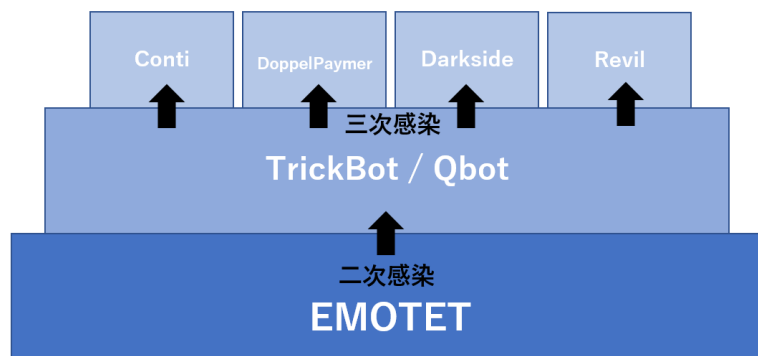 Conti
DoppelPaymer
Darkside
Revil
三次感染
TrickBot / Qbot
二次感染
EMOTET